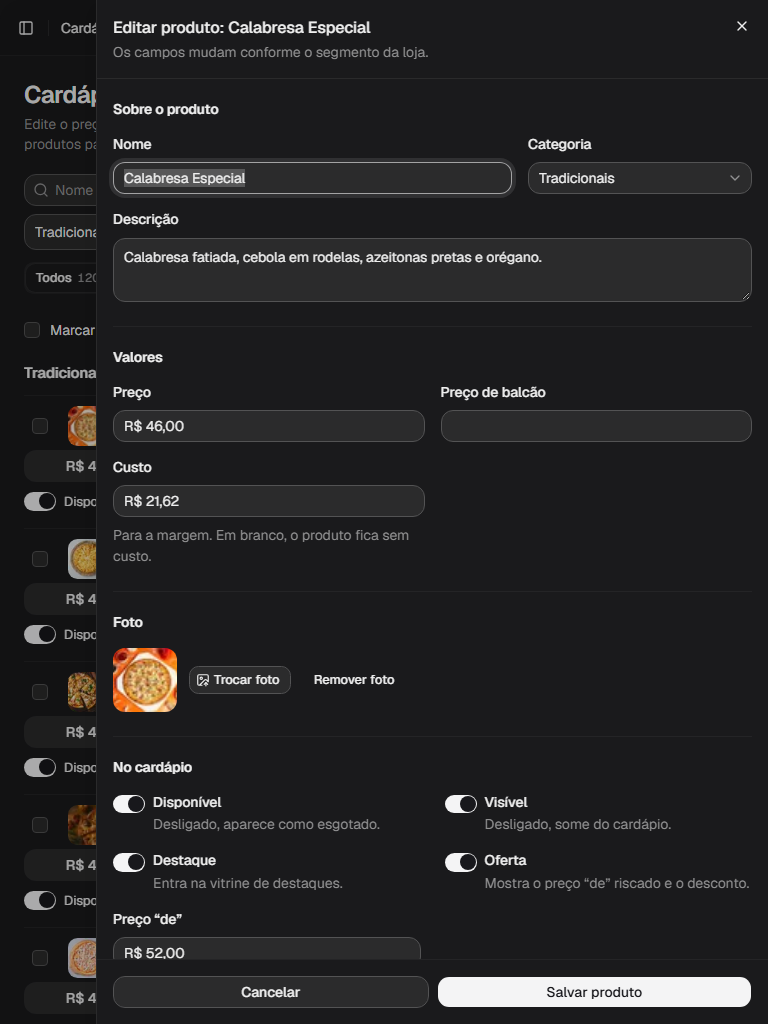 Cardá
Editar produto: Calabresa Especial
Os campos mudam conforme o segmento da loja.
Cardáp
Edite o preç
produtos pa
Nome
Tradiciona
Todos 120
Marcar
Tradiciona
R$ 4
Dispo
R$ 4
Dispo
R$ 4
Dispo
R$ 4
Dispo
R$ 4
Sobre o produto
Nome
Categoria
Calabresa Especial
Tradicionais
Descrição
Calabresa fatiada, cebola em rodelas, azeitonas pretas e orégano.
Valores
Preço
Preço de balcão
R$ 46,00
Custo
R$ 21,62
Para a margem. Em branco, o produto fica sem
custo.
Foto
Trocar foto
Remover foto
No cardápio
Disponível
Desligado, aparece como esgotado.
Visível
Desligado, some do cardápio.
Destaque
Entra na vitrine de destaques.
Oferta
Mostra o preço “de” riscado e o desconto.
Preço “de”
R$ 52,00
Cancelar
Salvar produto